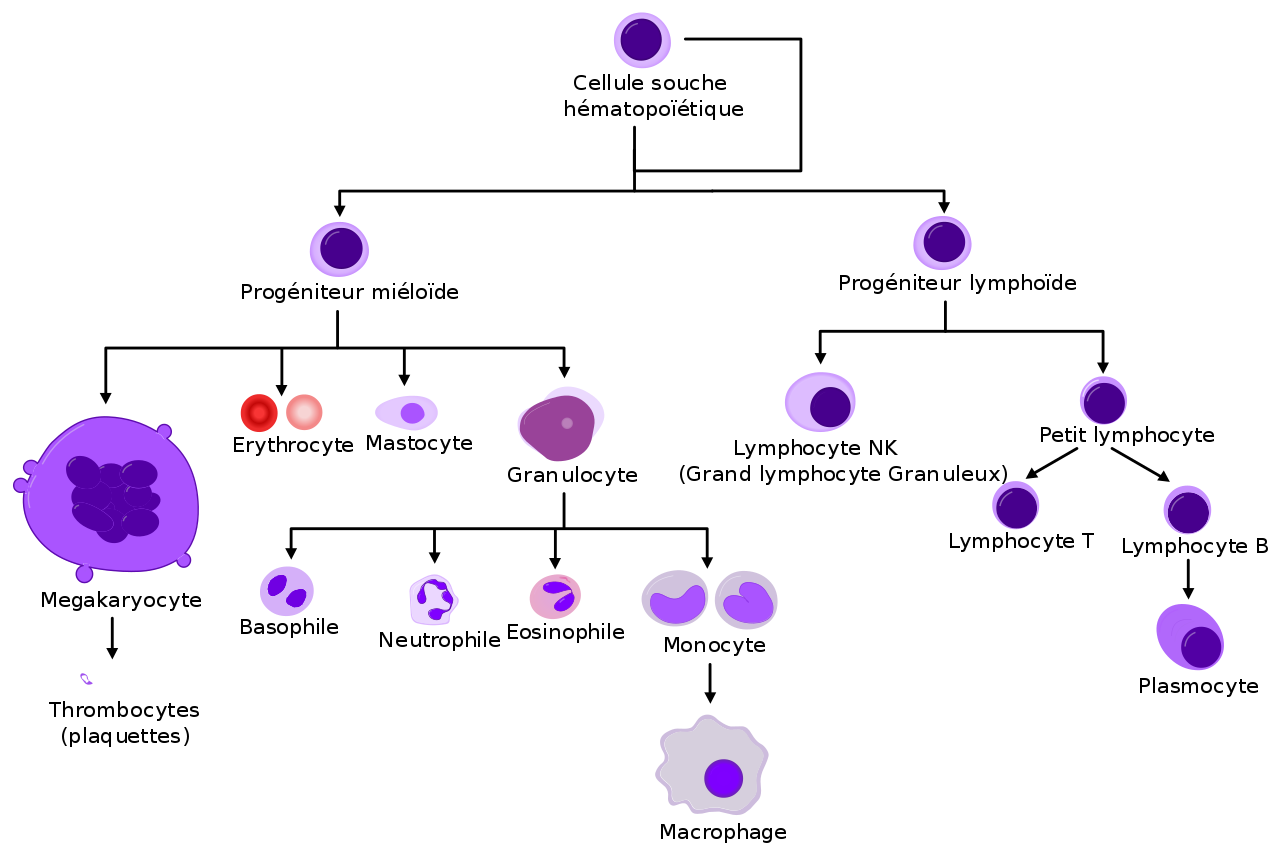 Cellule souche
hématopoïétique
Progéniteur miéloïde
Progéniteur lymphoïde
Erythrocyte
Mastocyte
Granulocyte
Lymphocyte NK
(Grand lymphocyte Granuleux)
Petit lymphocyte
Lymphocyte T
Lymphocyte B
Megakaryocyte
Basophile
Neutrophile
Eosinophile
Monocyte
Plasmocyte
Thrombocytes
(plaquettes)
Macrophage